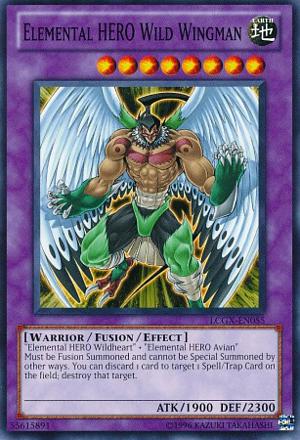 ELEMENTAL HERO WILD WINGMAN
EARTH
地
LCGX-EN055
[WARRIOR / FUSION / EFFECT]
"Elemental HERO Wildheart" + "Elemental HERO Avian"
Must be Fusion Summoned and cannot be Special Summoned by
other ways. You can discard 1 card to target 1 Spell/Trap Card on
the field; destroy that target.
ATK/1900 DEF/2300
53615891
©1996 KAZUKI TAKAHASHI